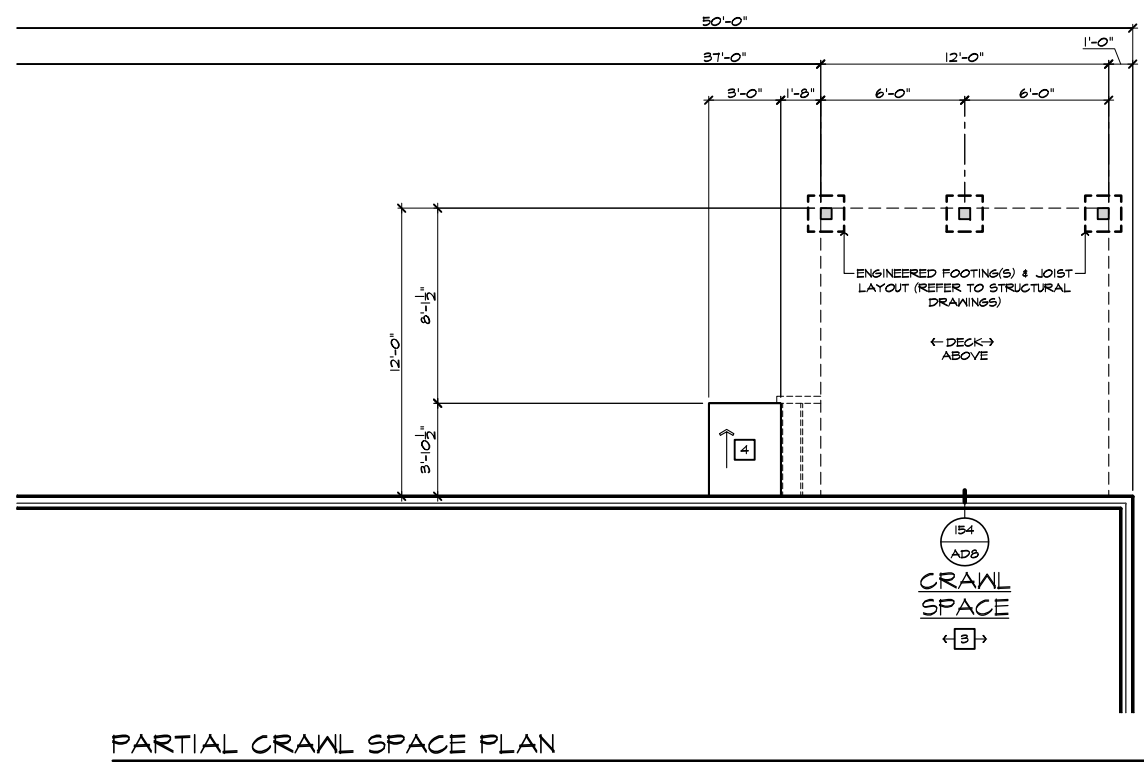 50'-0"
1'-0"
37'-0"
12'-0"
3'-0"
1'-8"
6'-0"
6'-0"
ENGINEERED FOOTING(S) & JOIST
LAYOUT (REFER TO STRUCTURAL
DRAWINGS)
8'-1½"
12'-0"
DECK
ABOVE
3'-10½"
4
154
AD8
CRAWL
SPACE
3
PARTIAL CRAWL SPACE PLAN